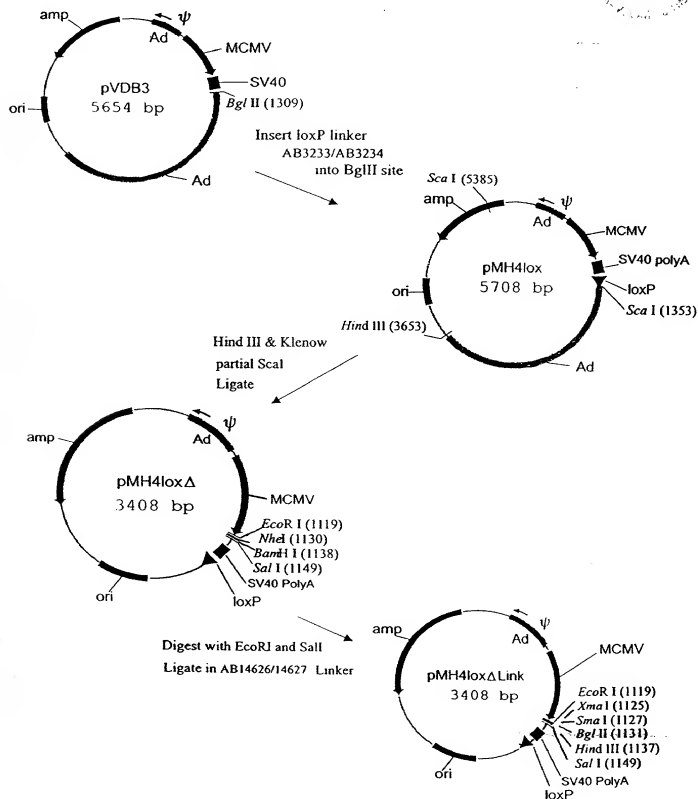 amp
ψ
Ad
MCMV
pVDB3
5654 bp
SV40
Bgl II (1309)
ori
Ad
Insert loxP linker
AB3233/AB3234
into BglII site
Sca I (5385)
amp
ψ
Ad
MCMV
pMH4lox
5708 bp
SV40 polyA
loxP
Sca I (1353)
ori
Hind III (3653)
Ad
Hind III & Klenow
partial ScaI
Ligate
ψ
Ad
amp
pMH4loxΔ
3408 bp
MCMV
EcoR I (1119)
NheI (1130)
BamH I (1138)
Sal I (1149)
SV40 PolyA
loxP
ori
Digest with EcoRI and SalI
Ligate in AB14626/14627 Linker
amp
ψ
Ad
MCMV
pMH4loxΔLink
3408 bp
EcoR I (1119)
Xma I (1125)
Sma I (1127)
Bgl II (1131)
Hind III (1137)
Sal I (1149)
SV40 PolyA
loxP
ori